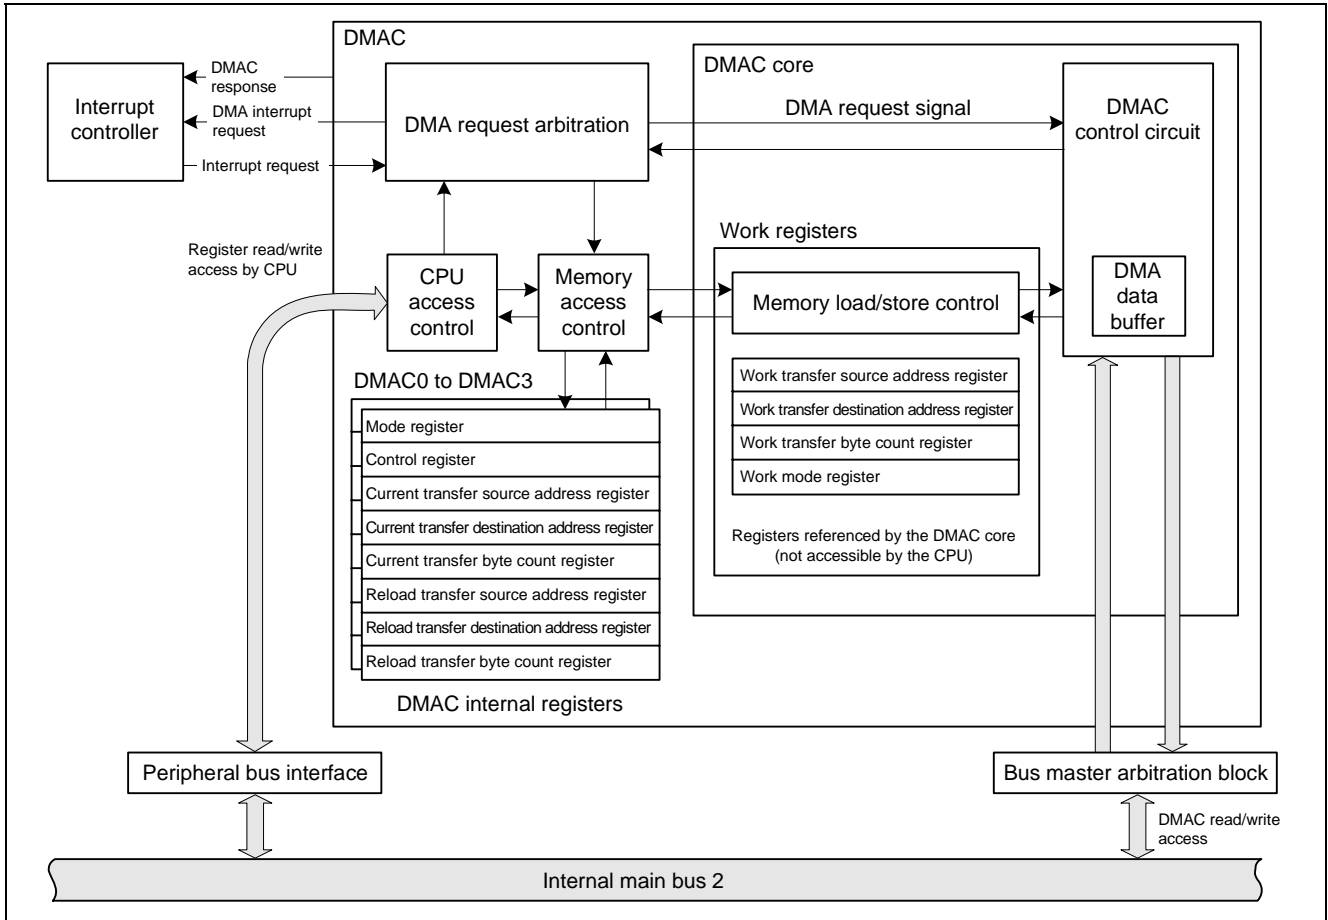 DMAC
DMAC core
Interrupt
controller
DMAC
response
DMA interrupt
request
Interrupt request
DMA request arbitration
DMA request signal
DMAC
control circuit
Register read/write
access by CPU
CPU
access
control
Memory
access
control
Work registers
Memory load/store control
DMA
data
buffer
Work transfer source address register
Work transfer destination address register
Work transfer byte count register
Work mode register
Registers referenced by the DMAC core
(not accessible by the CPU)
DMAC0 to DMAC3
Mode register
Control register
Current transfer source address register
Current transfer destination address register
Current transfer byte count register
Reload transfer source address register
Reload transfer destination address register
Reload transfer byte count register
DMAC internal registers
Peripheral bus interface
Bus master arbitration block
DMAC read/write
access
Internal main bus 2